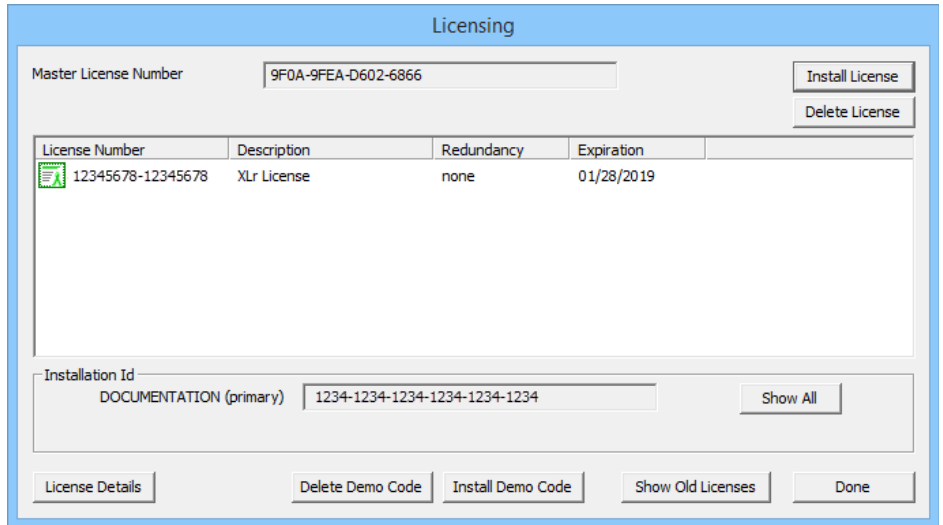 Licensing
Master License Number 9F0A-9FEA-D602-6866 Install License
Delete License
License Number Description Redundancy Expiration
12345678-12345678 XLr License none 01/28/2019
Installation Id
DOCUMENTATION (primary) 1234-1234-1234-1234-1234-1234 Show All
License Details Delete Demo Code Install Demo Code Show Old Licenses Done